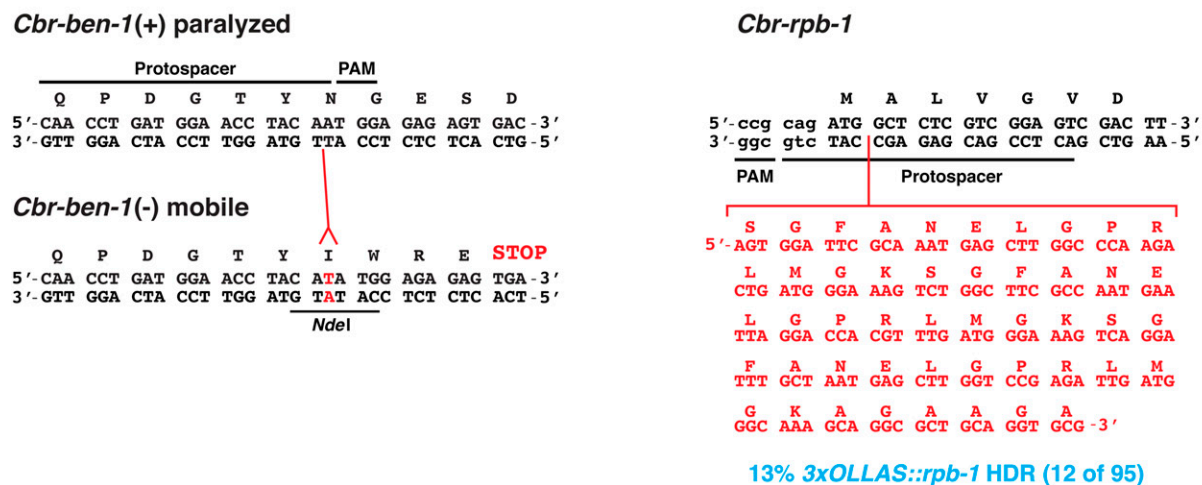 Cbr-ben-1(+) paralyzed
Protospacer PAM
Q P D G T Y N G E S D
5'-CAA CCT GAT GGA ACC TAC AAT GGA GAG AGT GAC-3'
3'-GTT GGA CTA CCT TGG ATG TTA CCT CTC TCA CTG-5'
Cbr-ben-1(-) mobile
Q P D G T Y I W R E STOP
5'-CAA CCT GAT GGA ACC TAC ATA TGG AGA GAG TGA-3'
3'-GTT GGA CTA CCT TGG ATG TAT ACC TCT CTC ACT-5'
NdeI
Cbr-rpb-1
M A L V G V D
5'-ccg cag ATG GCT CTC GTC GGA GTC GAC TT-3'
3'-ggc gtc TAC CGA GAG CAG CCT CAG CTGAA-5'
PAM Protospacer
S G F A N E L G P R
5'-AGT GGA TTC GCA AAT GAG CTT GGC CCA AGA
L M G K S G F A N E
CTG ATG GGA AAG TCT GGC TTC GCC AAT GAA
L G P R L M G K S G
TTA GGA CCA CGT TTG ATG GGA AAG TCA GGA
F A N E L G P R L M
TTT GCT AAT GAG CTT GGT CCG AGA TTG ATG
G K A G A A G A
GGC AAA GCA GGC GCT GCA GGT GCG-3'
13% 3xOLLAS::rpb-1 HDR (12 of 95)